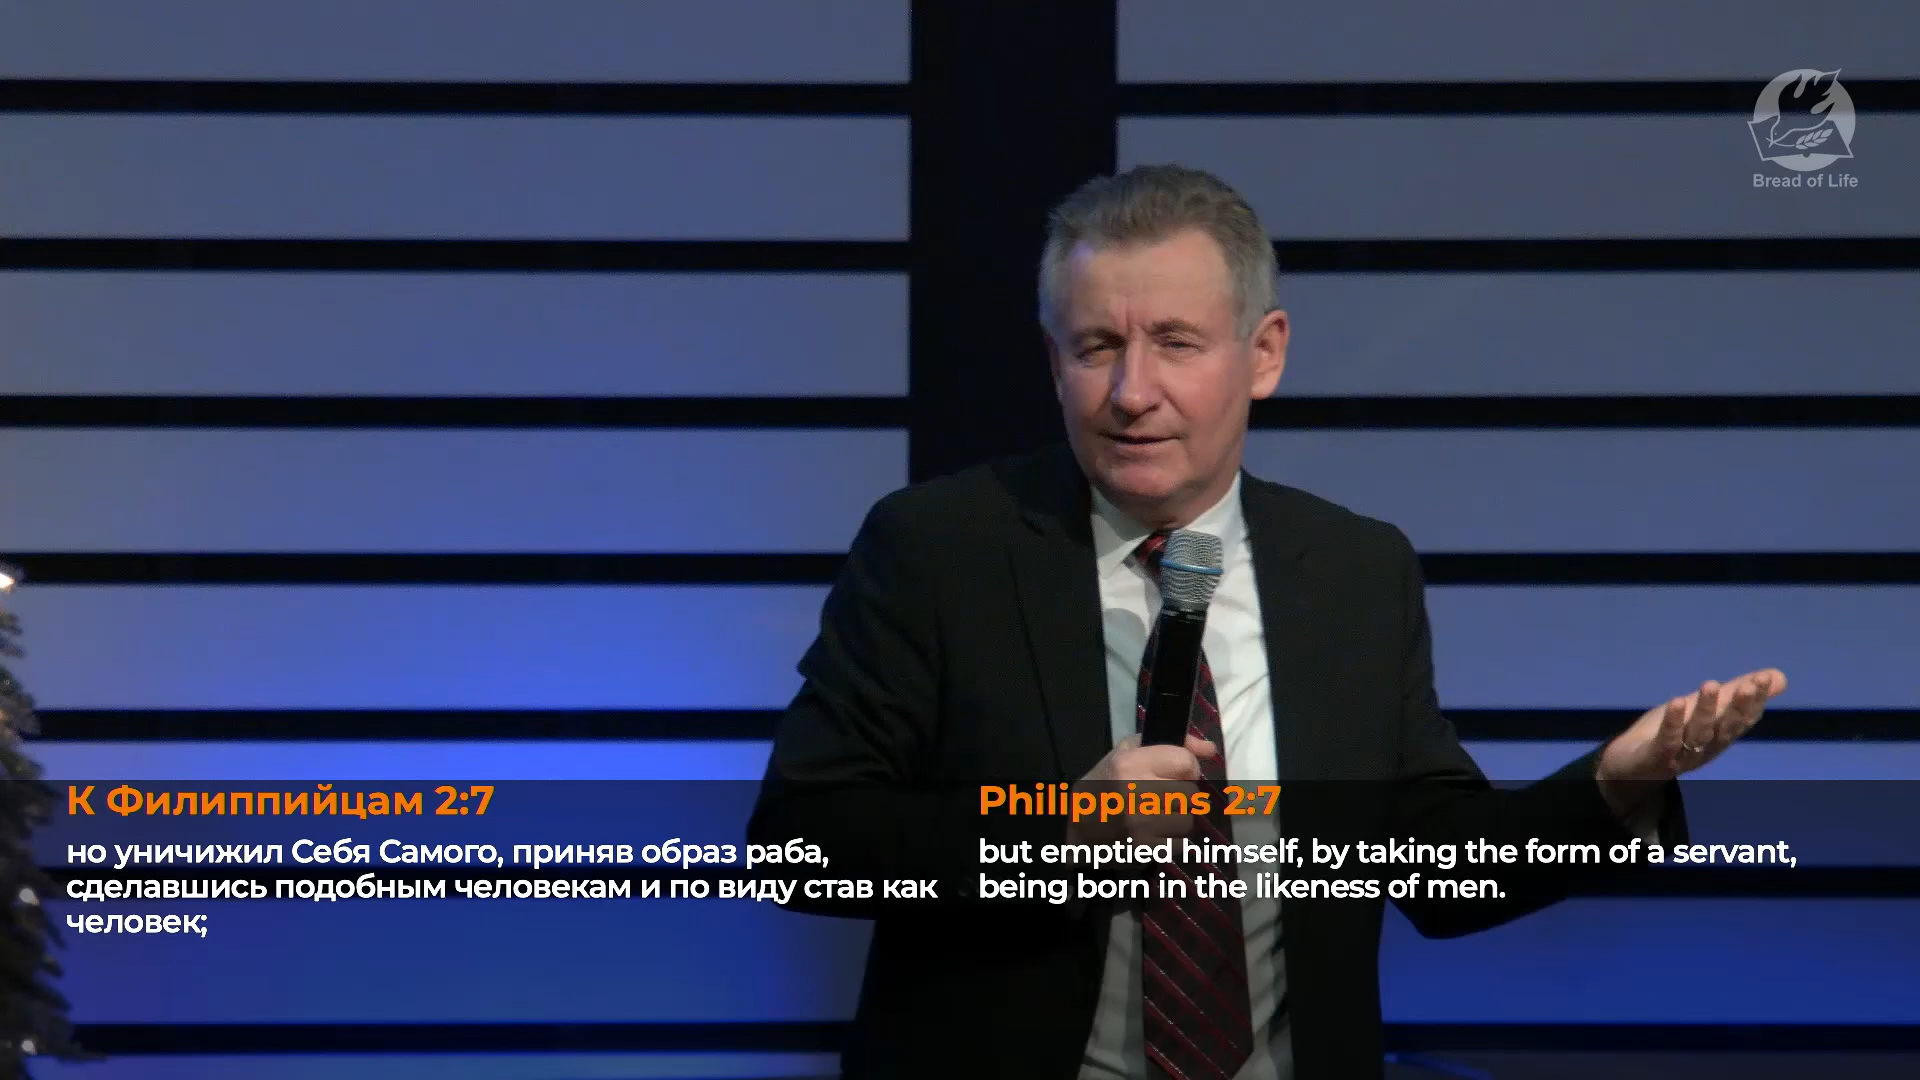 Bread of Life
К Филиппийцам 2:7
но уничижил Себя Самого, приняв образ раба,
сделавшись подобным человекам и по виду став как
человек;
Philippians 2:7
but emptied himself, by taking the form of a servant,
being born in the likeness of men.